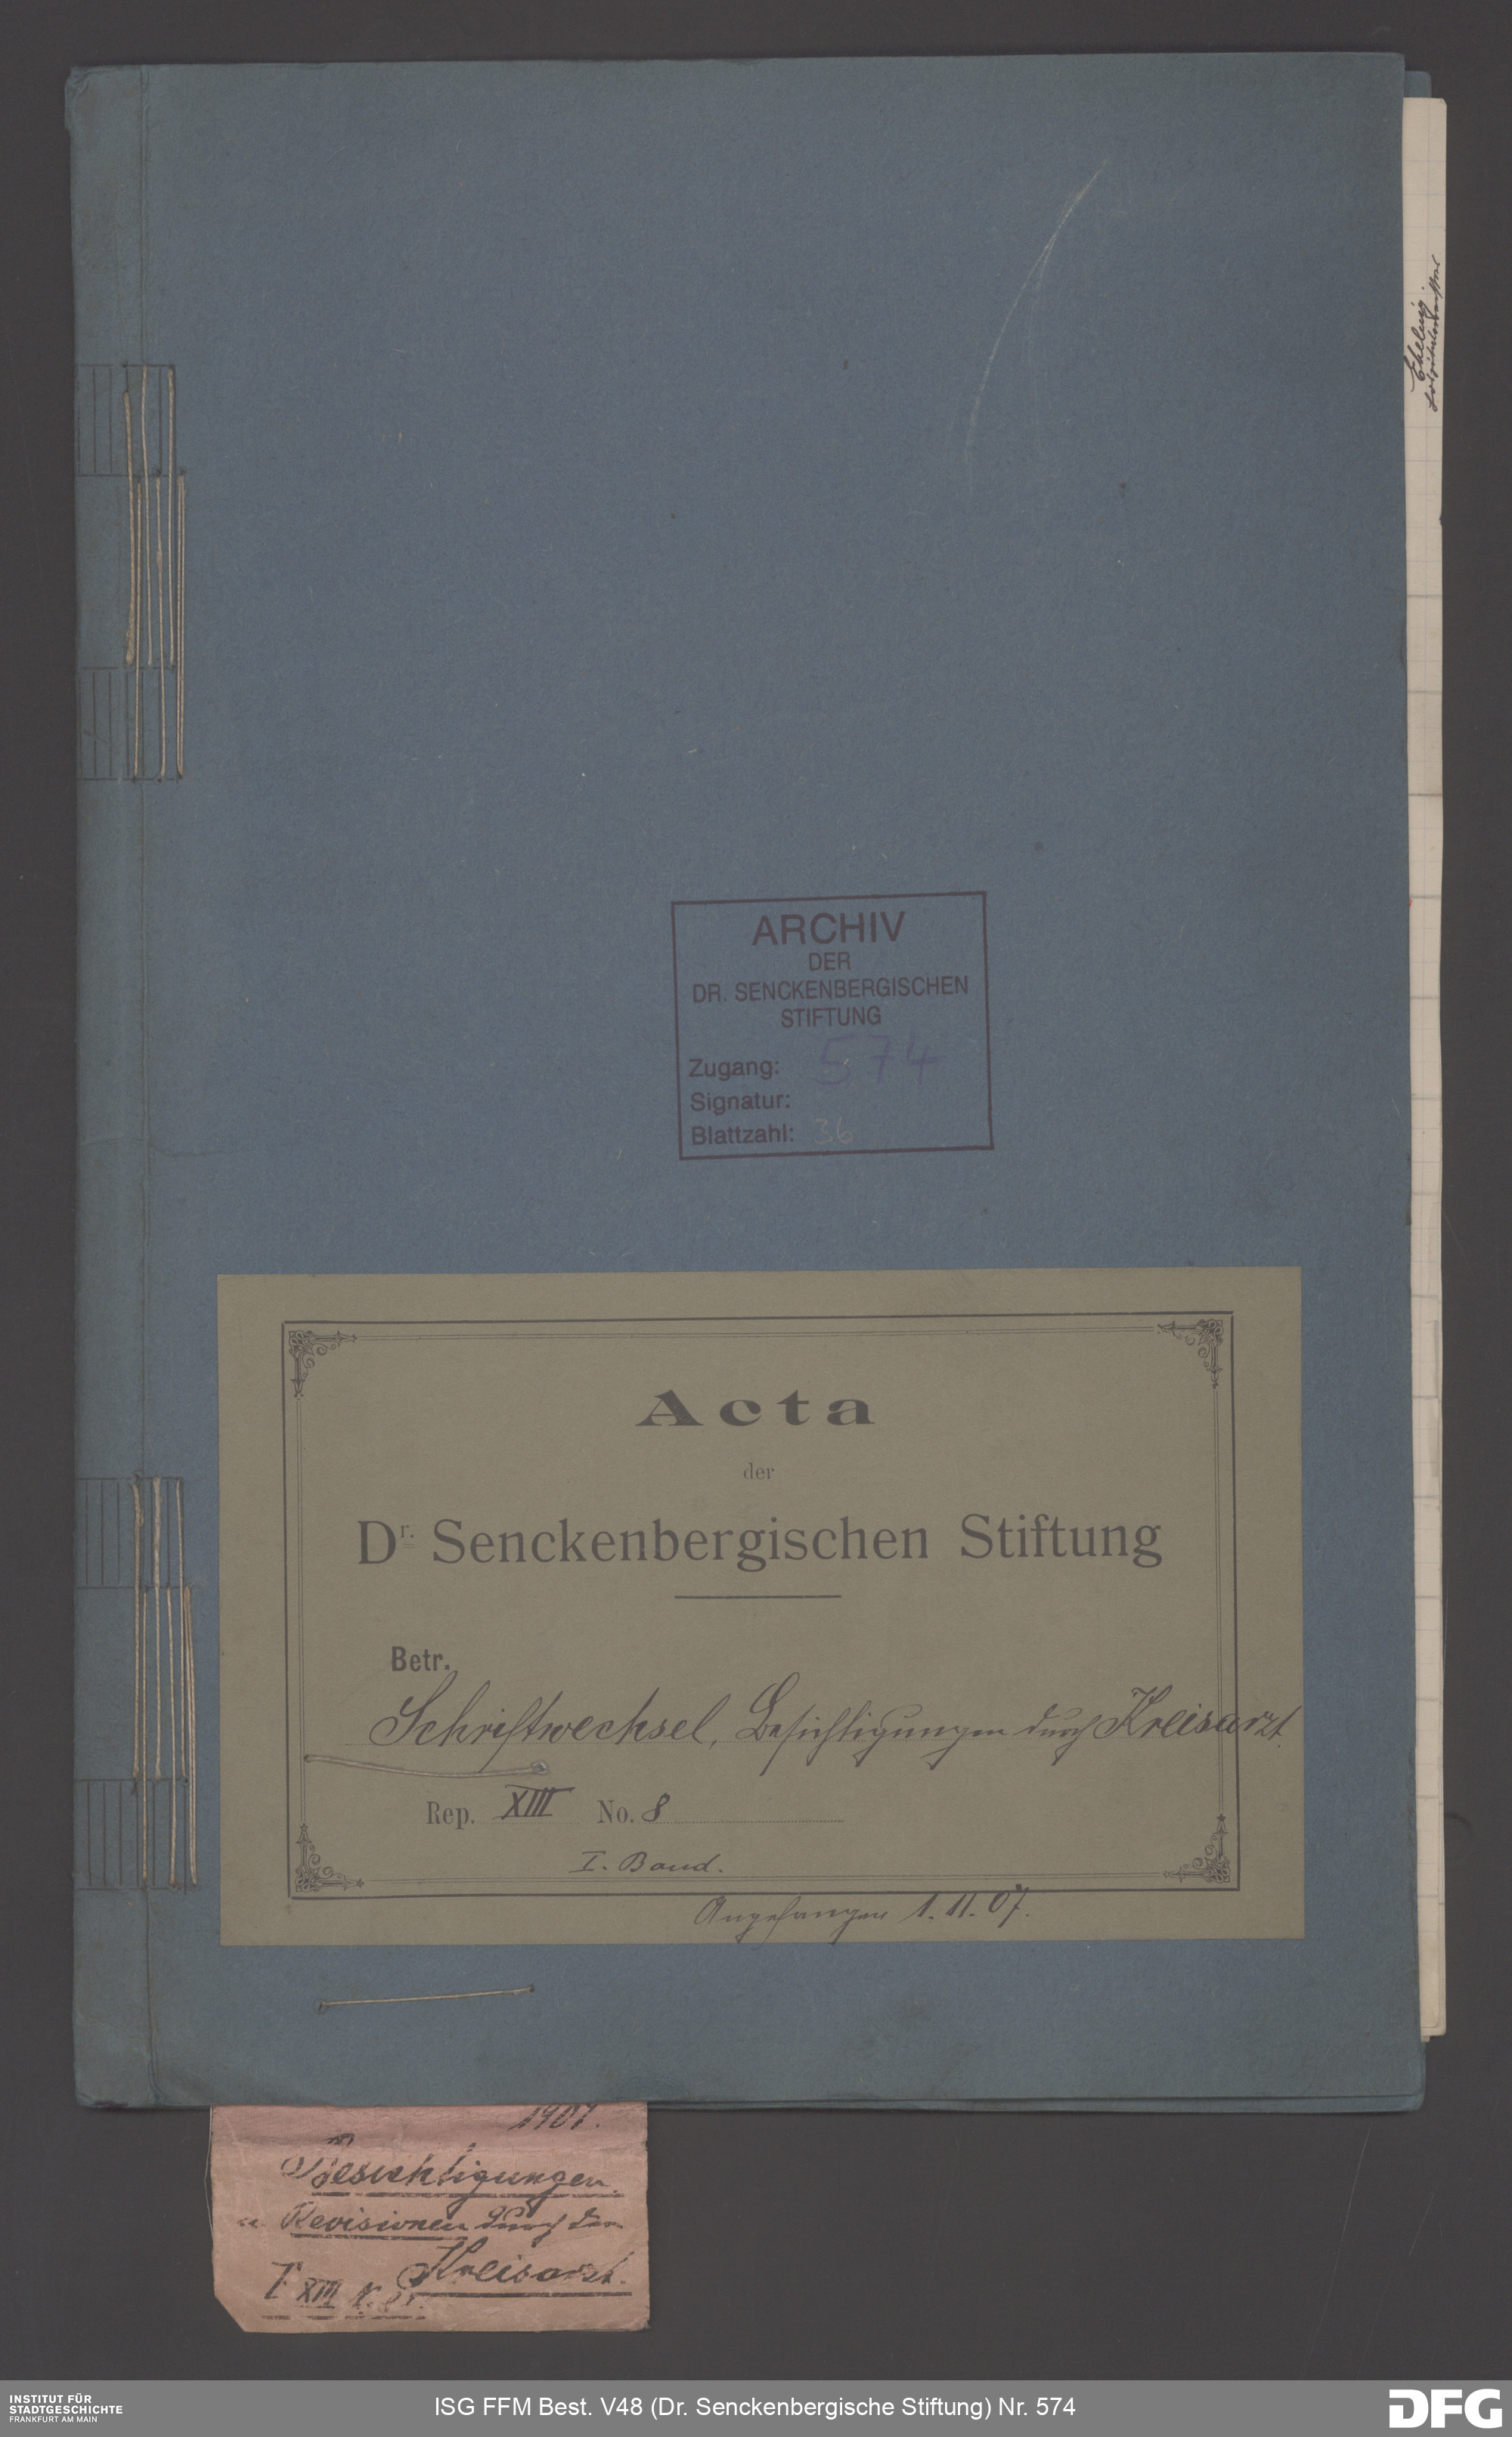 Ebeling
ARCHIV
DER
DR. SENCKENBERGISCHEN
STIFTUNG
Zugang: 574
Signatur:
Blattzahl: 36
Acta
der
Dr. Senckenbergischen Stiftung
Betr.
Schriftwechsel, Besichtigungen durch Kreisarzt.
Rep. XIII No. 8
I. Band.
Angefangen 1. 11. 07.
1907.
Besichtigungen
u. Revisionen durch den
Kreisarzt.
XIII
INSTITUT FÜR
STADTGESCHICHTE
FRANKFURT AM MAIN
ISG FFM Best. V48 (Dr. Senckenbergische Stiftung) Nr. 574
DFG